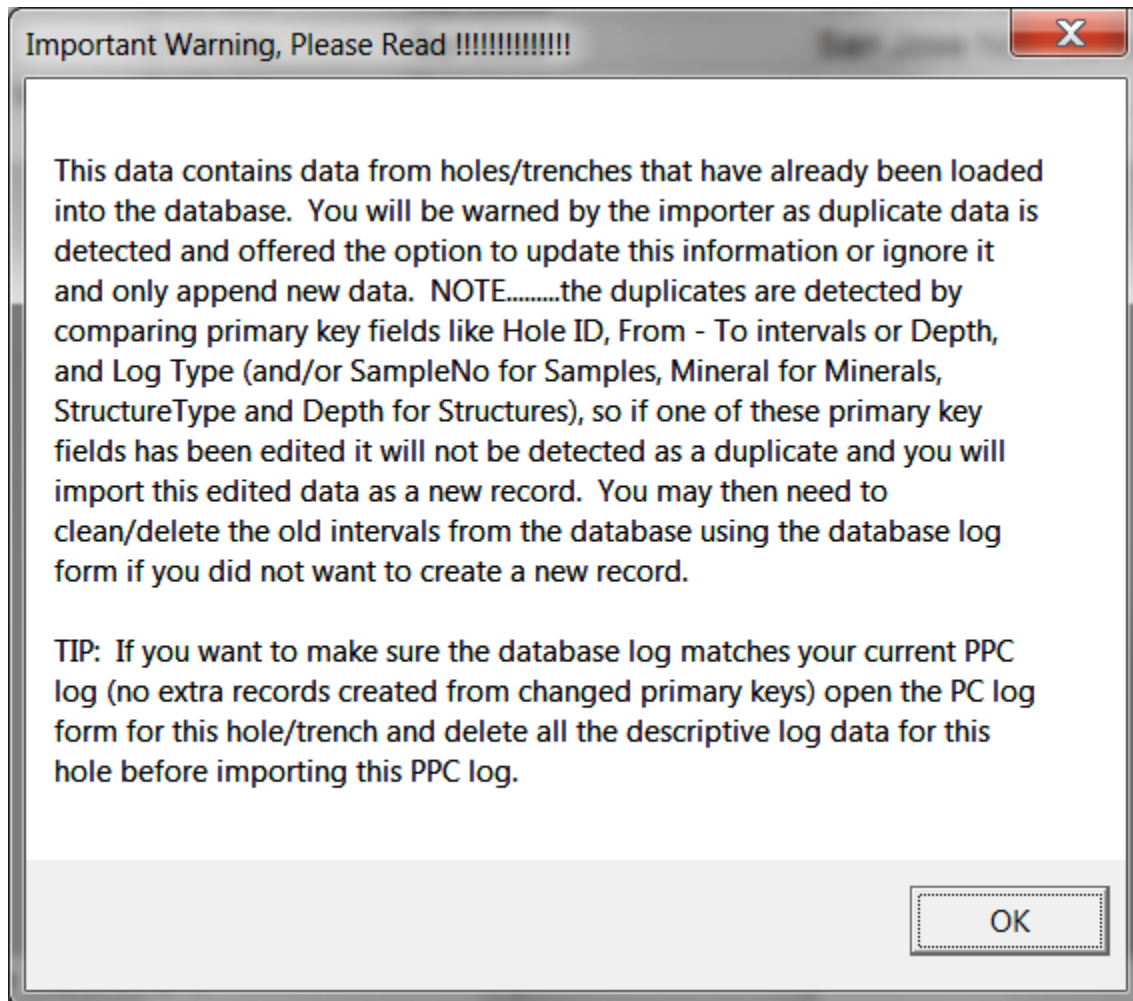 Important Warning, Please Read !!!!!!!!!!!!!!
This data contains data from holes/trenches that have already been loaded
into the database.  You will be warned by the importer as duplicate data is
detected and offered the option to update this information or ignore it
and only append new data.  NOTE.........the duplicates are detected by
comparing primary key fields like Hole ID, From - To intervals or Depth,
and Log Type (and/or SampleNo for Samples, Mineral for Minerals,
StructureType and Depth for Structures), so if one of these primary key
fields has been edited it will not be detected as a duplicate and you will
import this edited data as a new record.  You may then need to
clean/delete the old intervals from the database using the database log
form if you did not want to create a new record.
TIP:  If you want to make sure the database log matches your current PPC
log (no extra records created from changed primary keys) open the PC log
form for this hole/trench and delete all the descriptive log data for this
hole before importing this PPC log.
OK